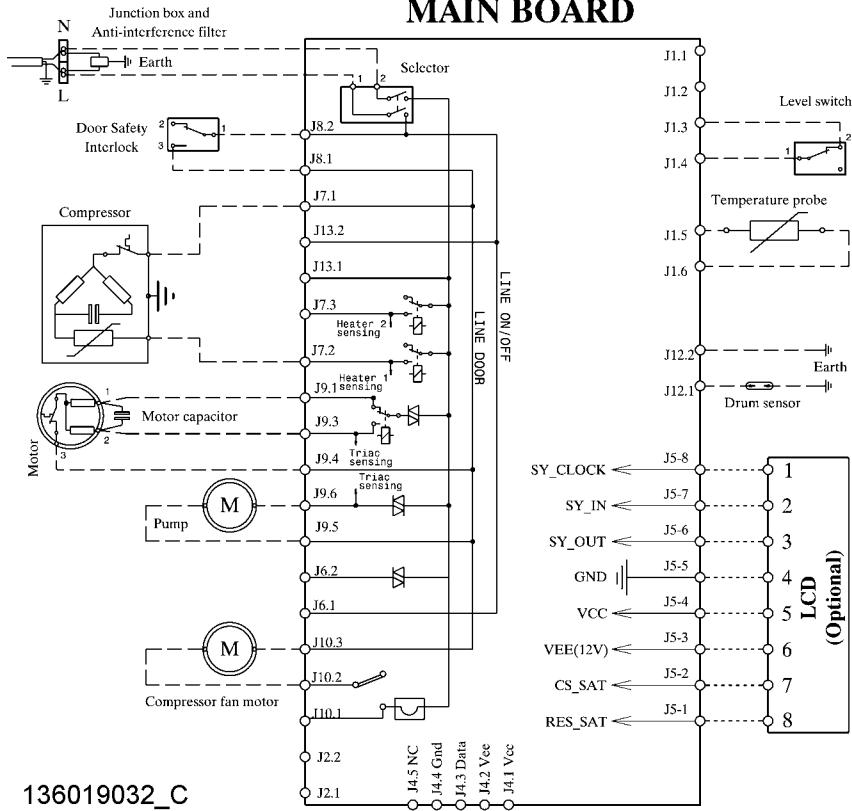 MAIN BOARD
Junction box and
Anti-interference filter
N
L
Earth
Selector
1 2
Door Safety
Interlock
2
3
1
Compressor
Motor
1
2
3
Motor capacitor
M
Pump
M
Compressor fan motor
J8.2
J8.1
J7.1
J13.2
J13.1
J7.3
Heater 2
sensing
J7.2
Heater 1
sensing
J9.1
J9.3
Triac
sensing
J9.4
Triac
sensing
J9.6
J9.5
J6.2
J6.1
J10.3
J10.2
J10.1
J2.2
J2.1
LINE DOOR
LINE ON/OFF
J4.5 NC
J4.4 Gnd
J4.3 Data
J4.2 Vee
J4.1 Vcc
J1.1
J1.2
J1.3
J1.4
Level switch
1
2
Temperature probe
J1.5
J1.6
J12.2
J12.1
Earth
Drum sensor
SY_CLOCK J5-8 1
SY_IN J5-7 2
SY_OUT J5-6 3
GND J5-5 4
VCC J5-4 5
VEE(12V) J5-3 6
CS_SAT J5-2 7
RES_SAT J5-1 8
LCD
(Optional)
136019032_C